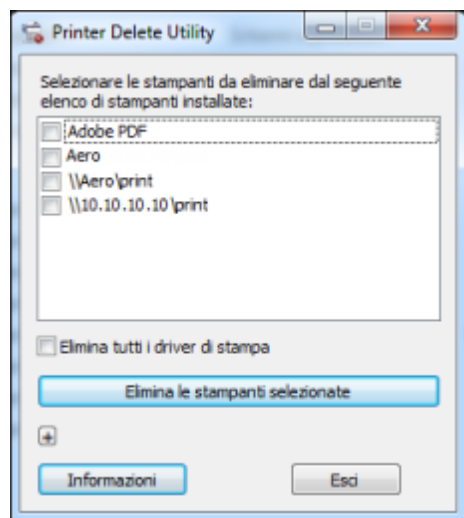 Printer Delete Utility
Selezionare le stampanti da eliminare dal seguente
elenco di stampanti installate:
Adobe PDF
Aero
\\Aero\print
\\10.10.10.10\print
Elimina tutti i driver di stampa
Elimina le stampanti selezionate
Informazioni
Esci